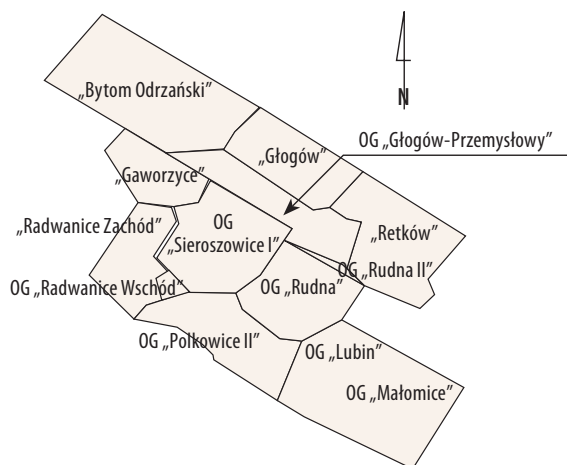 „Bytom Odrzański”
N
OG „Głogów-Przemysłowy”
„Głogów”
„Gaworzyce”
„Radwanice Zachód”
OG
„Sieroszowice I”
„Retków”
OG „Rudna II”
OG „Radwanice Wschód”
OG „Rudna”
OG „Polkowice II”
OG „Lubin”
OG „Małomice”